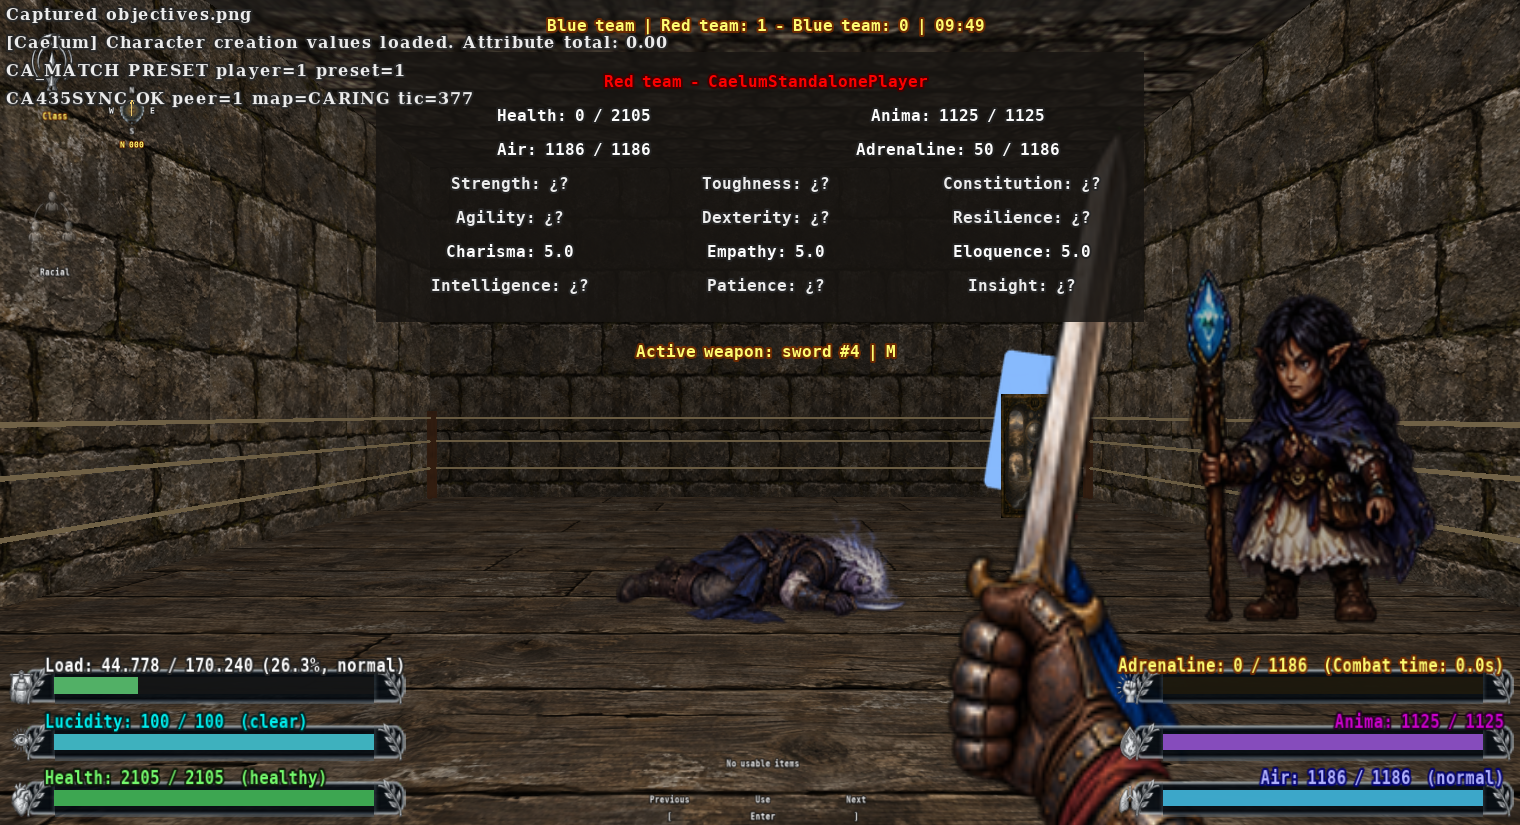 Captured objectives.png
Blue team | Red team: 1 - Blue team: 0 | 09:49
[Caelum] Character creation values loaded. Attribute total: 0.00
CA_MATCH PRESET player=1 preset=1
Red team - CaelumStandalonePlayer
CA435SYNC OK peer=1 map=CARING tic=377
N
W E
S
Class
N 000
Health: 0 / 2105 Anima: 1125 / 1125
Air: 1186 / 1186 Adrenaline: 50 / 1186
Strength: ¿? Toughness: ¿? Constitution: ¿?
Agility: ¿? Dexterity: ¿? Resilience: ¿?
Charisma: 5.0 Empathy: 5.0 Eloquence: 5.0
Racial
Intelligence: ¿? Patience: ¿? Insight: ¿?
Active weapon: sword #4 | M
Load: 44.778 / 170.240 (26.3%, normal)
Adrenaline: 0 / 1186 (Combat time: 0.0s)
Lucidity: 100 / 100 (clear)
Anima: 1125 / 1125
No usable items
Health: 2105 / 2105 (healthy)
Air: 1186 / 1186 (normal)
Previous Use Next
[ Enter ]